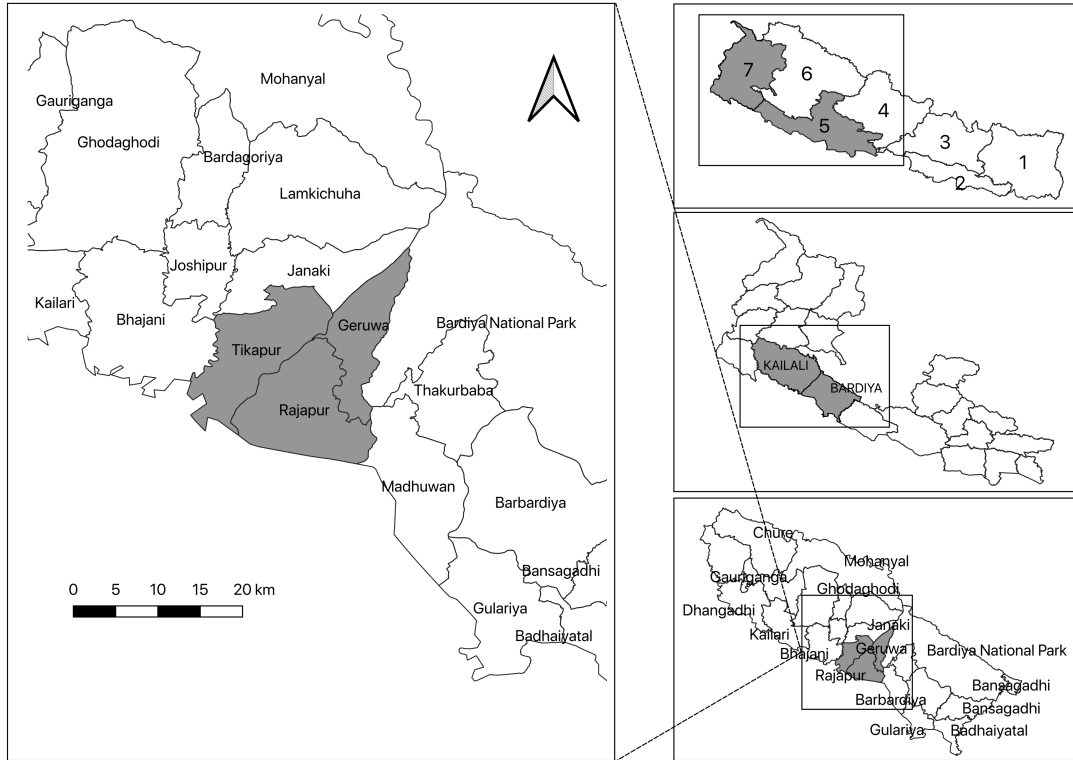 Mohanyal
Gauriganga
Ghodaghodi
Bardagoriya
Lamkichuha
Joshipur
Janaki
Kailari
Bhajani
Geruwa
Bardiya National Park
Tikapur
Thakurbaba
Rajapur
Madhuwan
Barbardiya
Bansagadhi
0 5 10 15 20 km
Gulariya
Badhaiyatal
7
6
4
5
3
1
2
KAILALI
BARDIYA
Chure
Mohanyal
Gauriganga
Ghodaghodi
Dhangadhi
Janaki
Kailari
Geruwa
Bhajani
Bardiya National Park
Rajapur
Bansagadhi
Barbardiya
Bansagadhi
Gulariya
Badhaiyatal